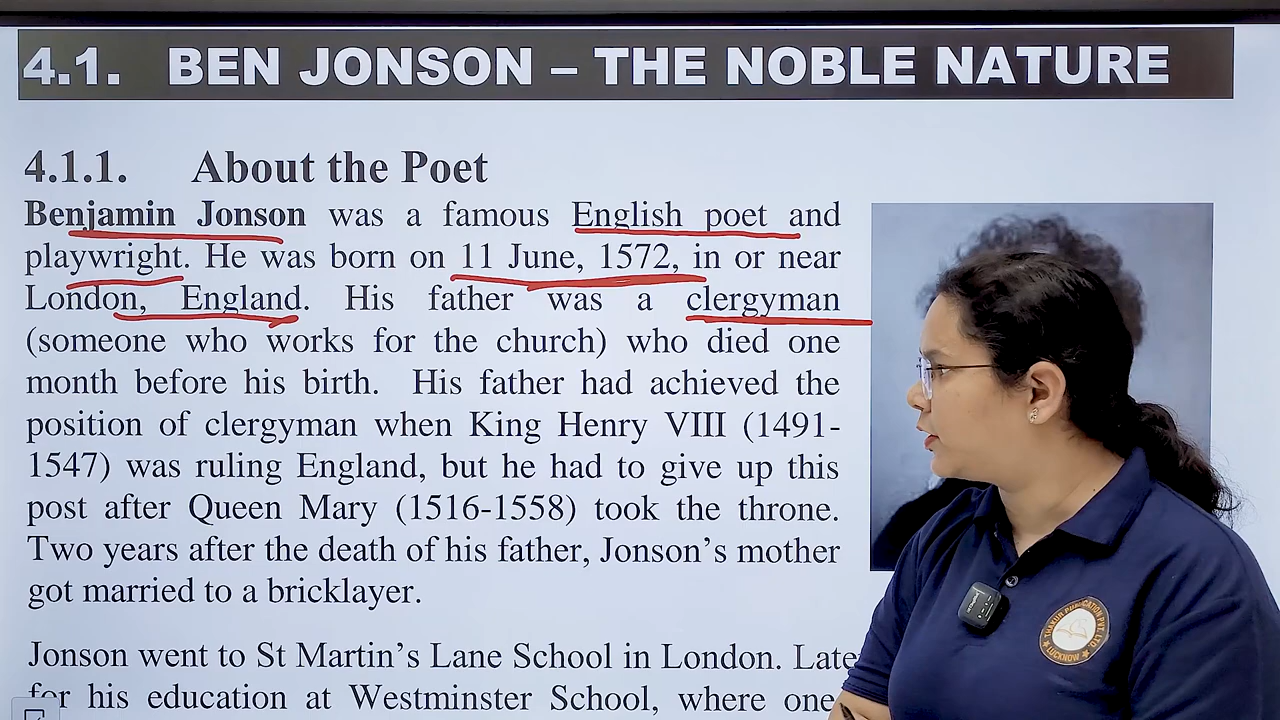 4.1. BEN JONSON – THE NOBLE NATURE
4.1.1. About the Poet
Benjamin Jonson was a famous English poet and
playwright. He was born on 11 June, 1572, in or near
London, England. His father was a clergyman
(someone who works for the church) who died one
month before his birth. His father had achieved the
position of clergyman when King Henry VIII (1491-
1547) was ruling England, but he had to give up this
post after Queen Mary (1516-1558) took the throne.
Two years after the death of his father, Jonson's mother
got married to a bricklayer.
Jonson went to St Martin's Lane School in London. Late
for his education at Westminster School, where one
THAKUR PUBLICATION PVT. LTD.
LUCKNOW